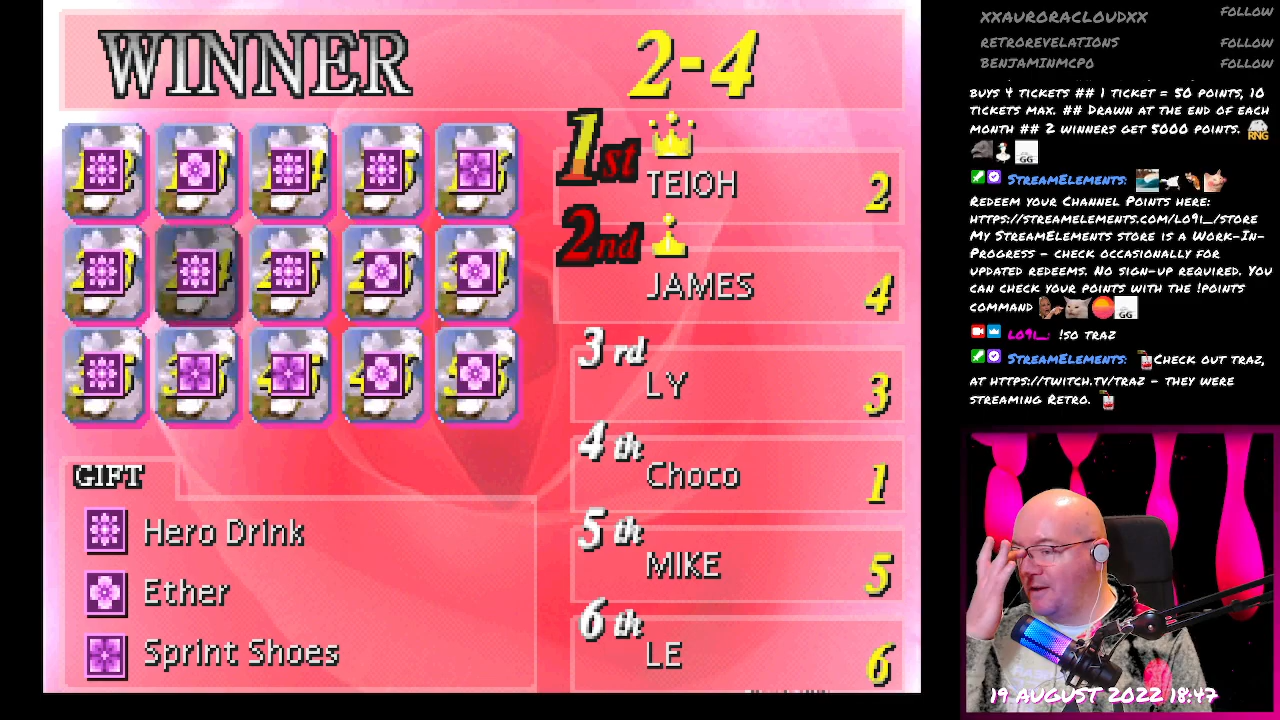 WINNER 2-4
1st TEIOH 2
2nd JAMES 4
3rd LY 3
4th Choco 1
5th MIKE 5
6th LE 6
GIFT
Hero Drink
Ether
Sprint Shoes
XXAURORACLOUDXX FOLLOW
RETROREVELATIONS FOLLOW
BENJAMINMCPO FOLLOW
BUYS 4 TICKETS ## 1 TICKET = 50 POINTS, 10
TICKETS MAX. ## DRAWN AT THE END OF EACH
MONTH ## 2 WINNERS GET 5000 POINTS. RNG
GG
STREAMELEMENTS:
REDEEM YOUR CHANNEL POINTS HERE:
HTTPS://STREAMELEMENTS.COM/LO9I_/STORE
MY STREAMELEMENTS STORE IS A WORK-IN-
PROGRESS - CHECK OCCASIONALLY FOR
UPDATED REDEEMS. NO SIGN-UP REQUIRED. YOU
CAN CHECK YOUR POINTS WITH THE !POINTS
COMMAND GG
LO9I_: !SO TRAZ
STREAMELEMENTS: CHECK OUT TRAZ,
AT HTTPS://TWITCH.TV/TRAZ - THEY WERE
STREAMING RETRO.
19 AUGUST 2022 18:47